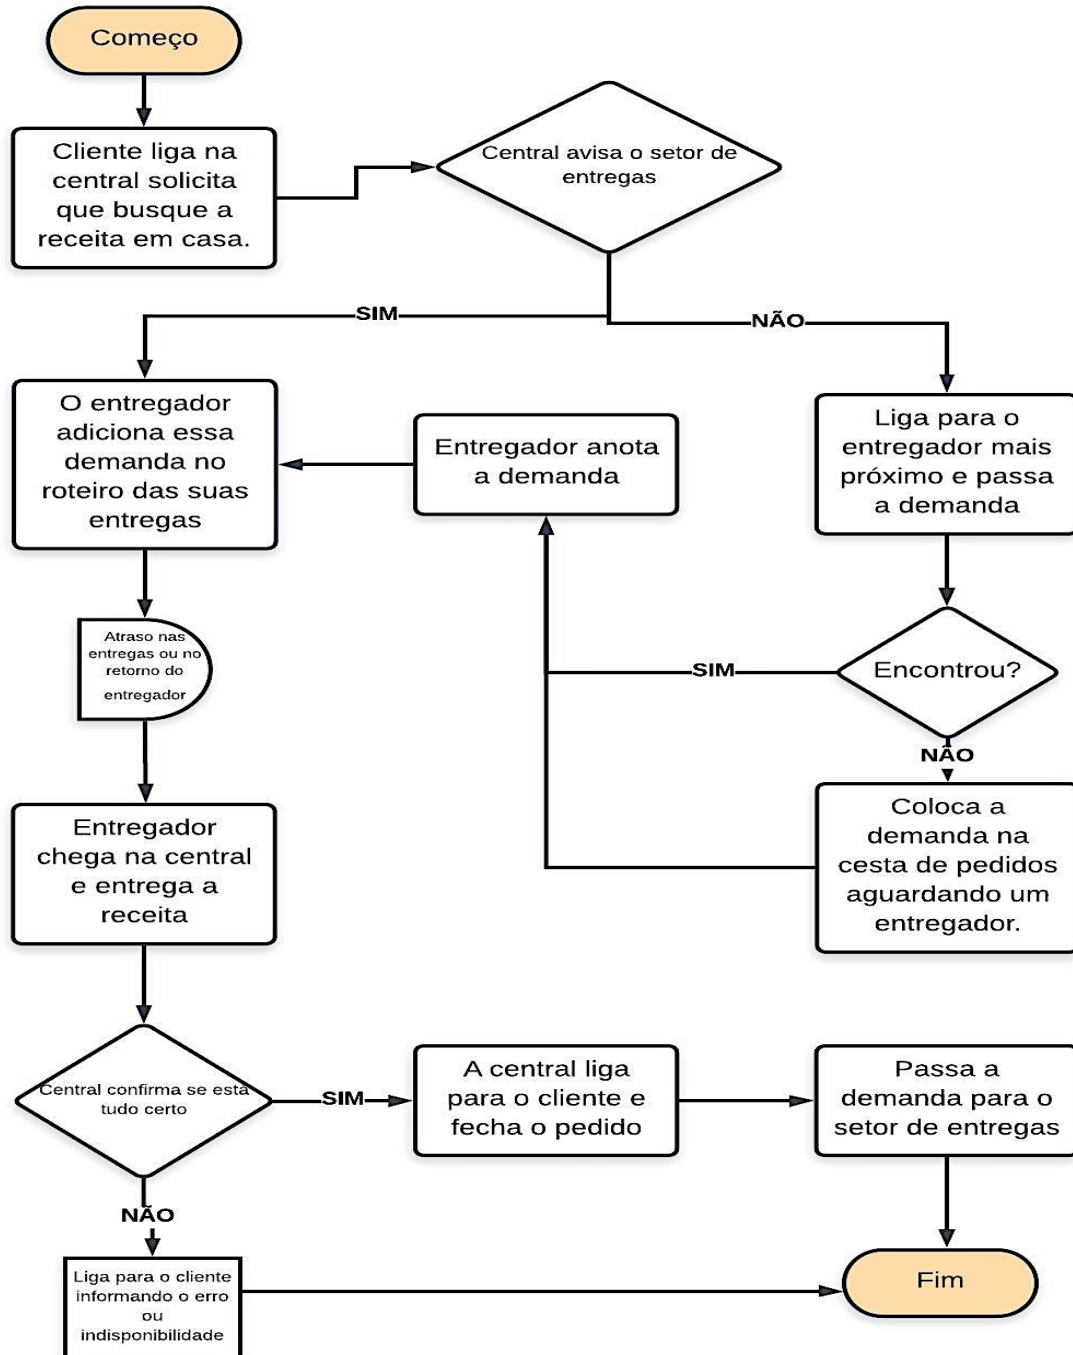 Começo
Cliente liga na
central solicita
que busque a
receita em casa.
Central avisa o setor de
entregas
SIM
NÃO
O entregador
adiciona essa
demanda no
roteiro das suas
entregas
Entregador anota
a demanda
Liga para o
entregador mais
próximo e passa
a demanda
Atraso nas
entregas ou no
retorno do
entregador
SIM
Encontrou?
NÃO
Entregador
chega na central
e entrega a
receita
Coloca a
demanda na
cesta de pedidos
aguardando um
entregador.
Central confirma se está
tudo certo
SIM
A central liga
para o cliente e
fecha o pedido
Passa a
demanda para o
setor de entregas
NÃO
Liga para o cliente
informando o erro
ou
indisponibilidade
Fim